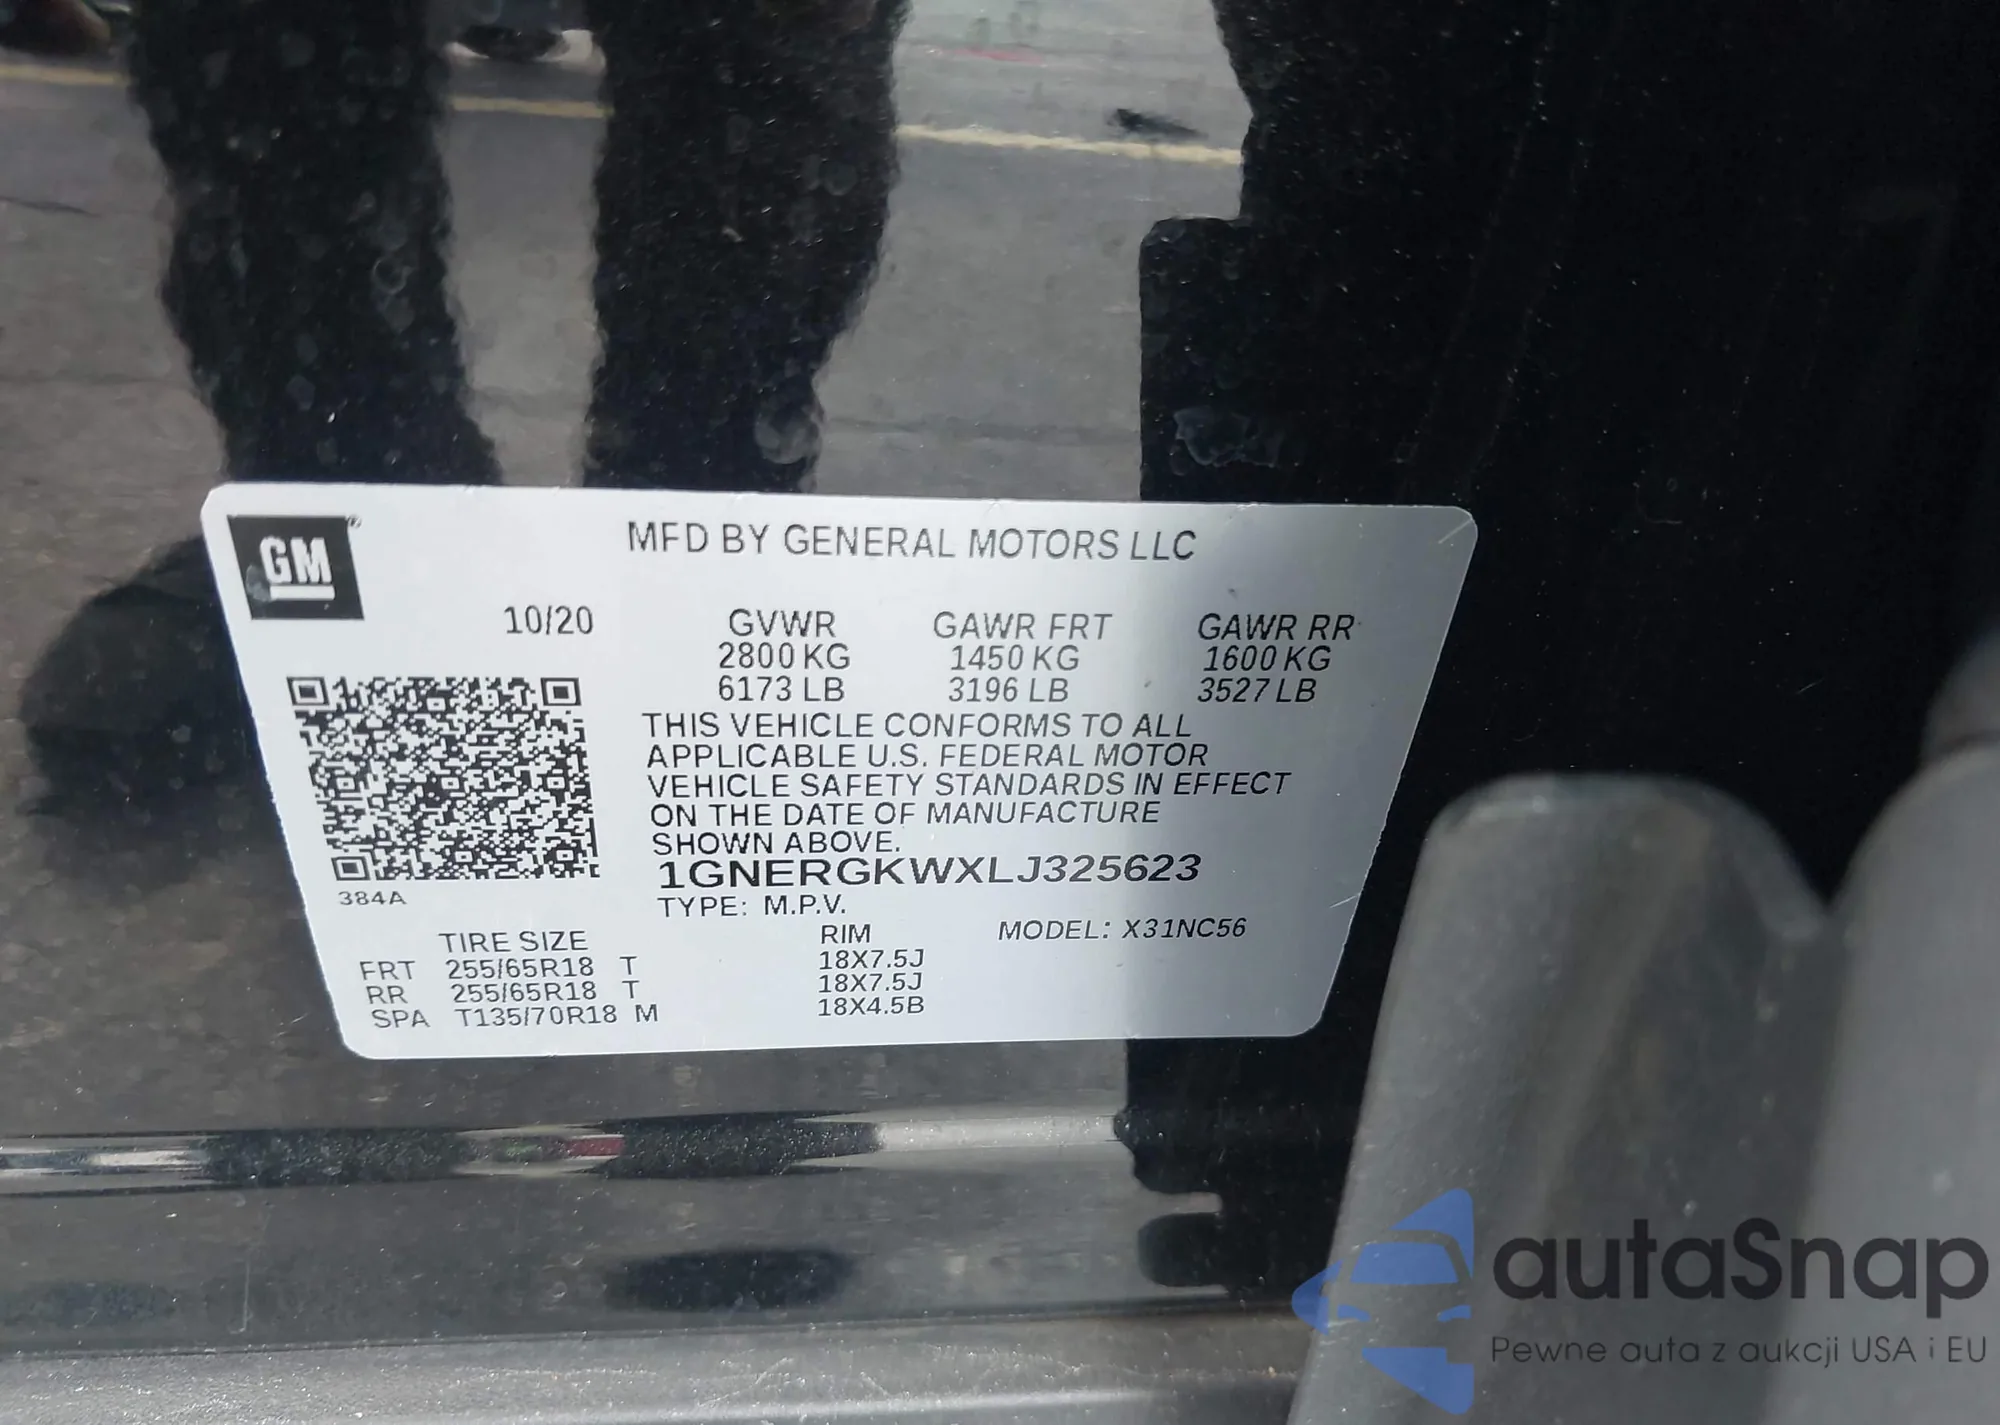 GM
MFD BY GENERAL MOTORS LLC
10/20
GVWR GAWR FRT GAWR RR
2800 KG 1450 KG 1600 KG
6173 LB 3196 LB 3527 LB
THIS VEHICLE CONFORMS TO ALL
APPLICABLE U.S. FEDERAL MOTOR
VEHICLE SAFETY STANDARDS IN EFFECT
ON THE DATE OF MANUFACTURE
SHOWN ABOVE.
1GNERGKWXLJ325623
384A
TYPE: M.P.V.
TIRE SIZE RIM MODEL: X31NC56
FRT 255/65R18 T 18X7.5J
RR 255/65R18 T 18X7.5J
SPA T135/70R18 M 18X4.5B
autaSnap
Pewne auta z aukcji USA i EU